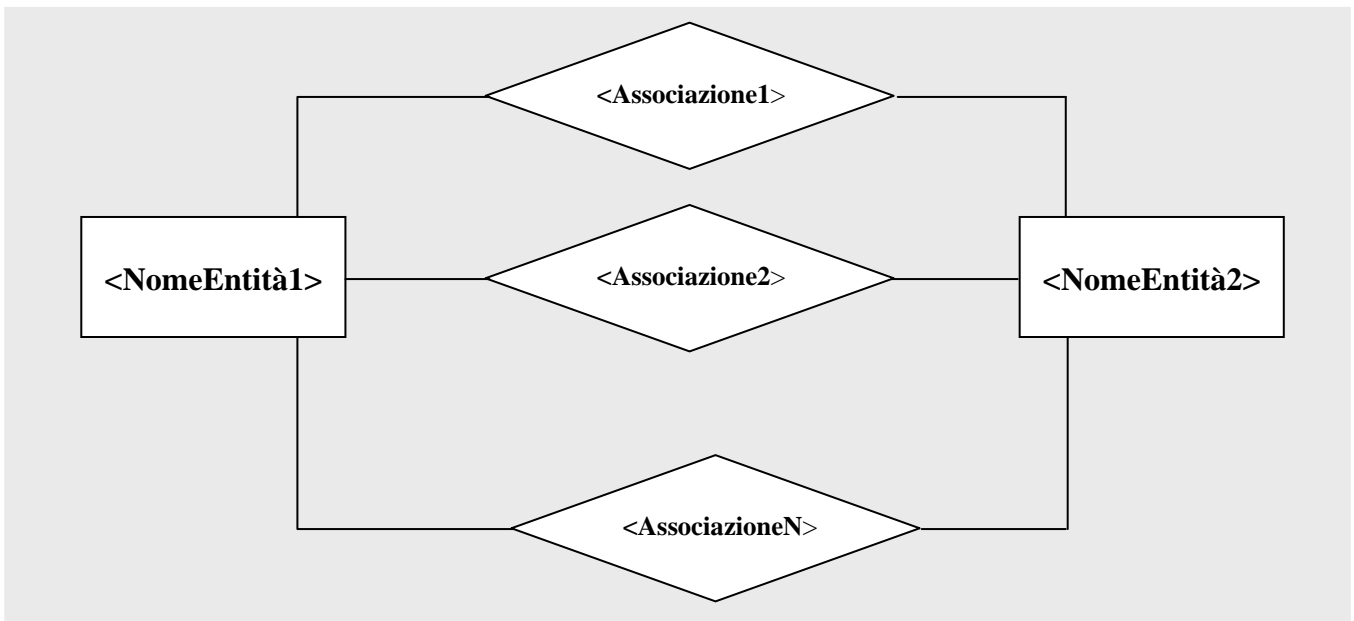 <Associazione1>
<NomeEntità1>
<Associazione2>
<NomeEntità2>
<AssociazioneN>